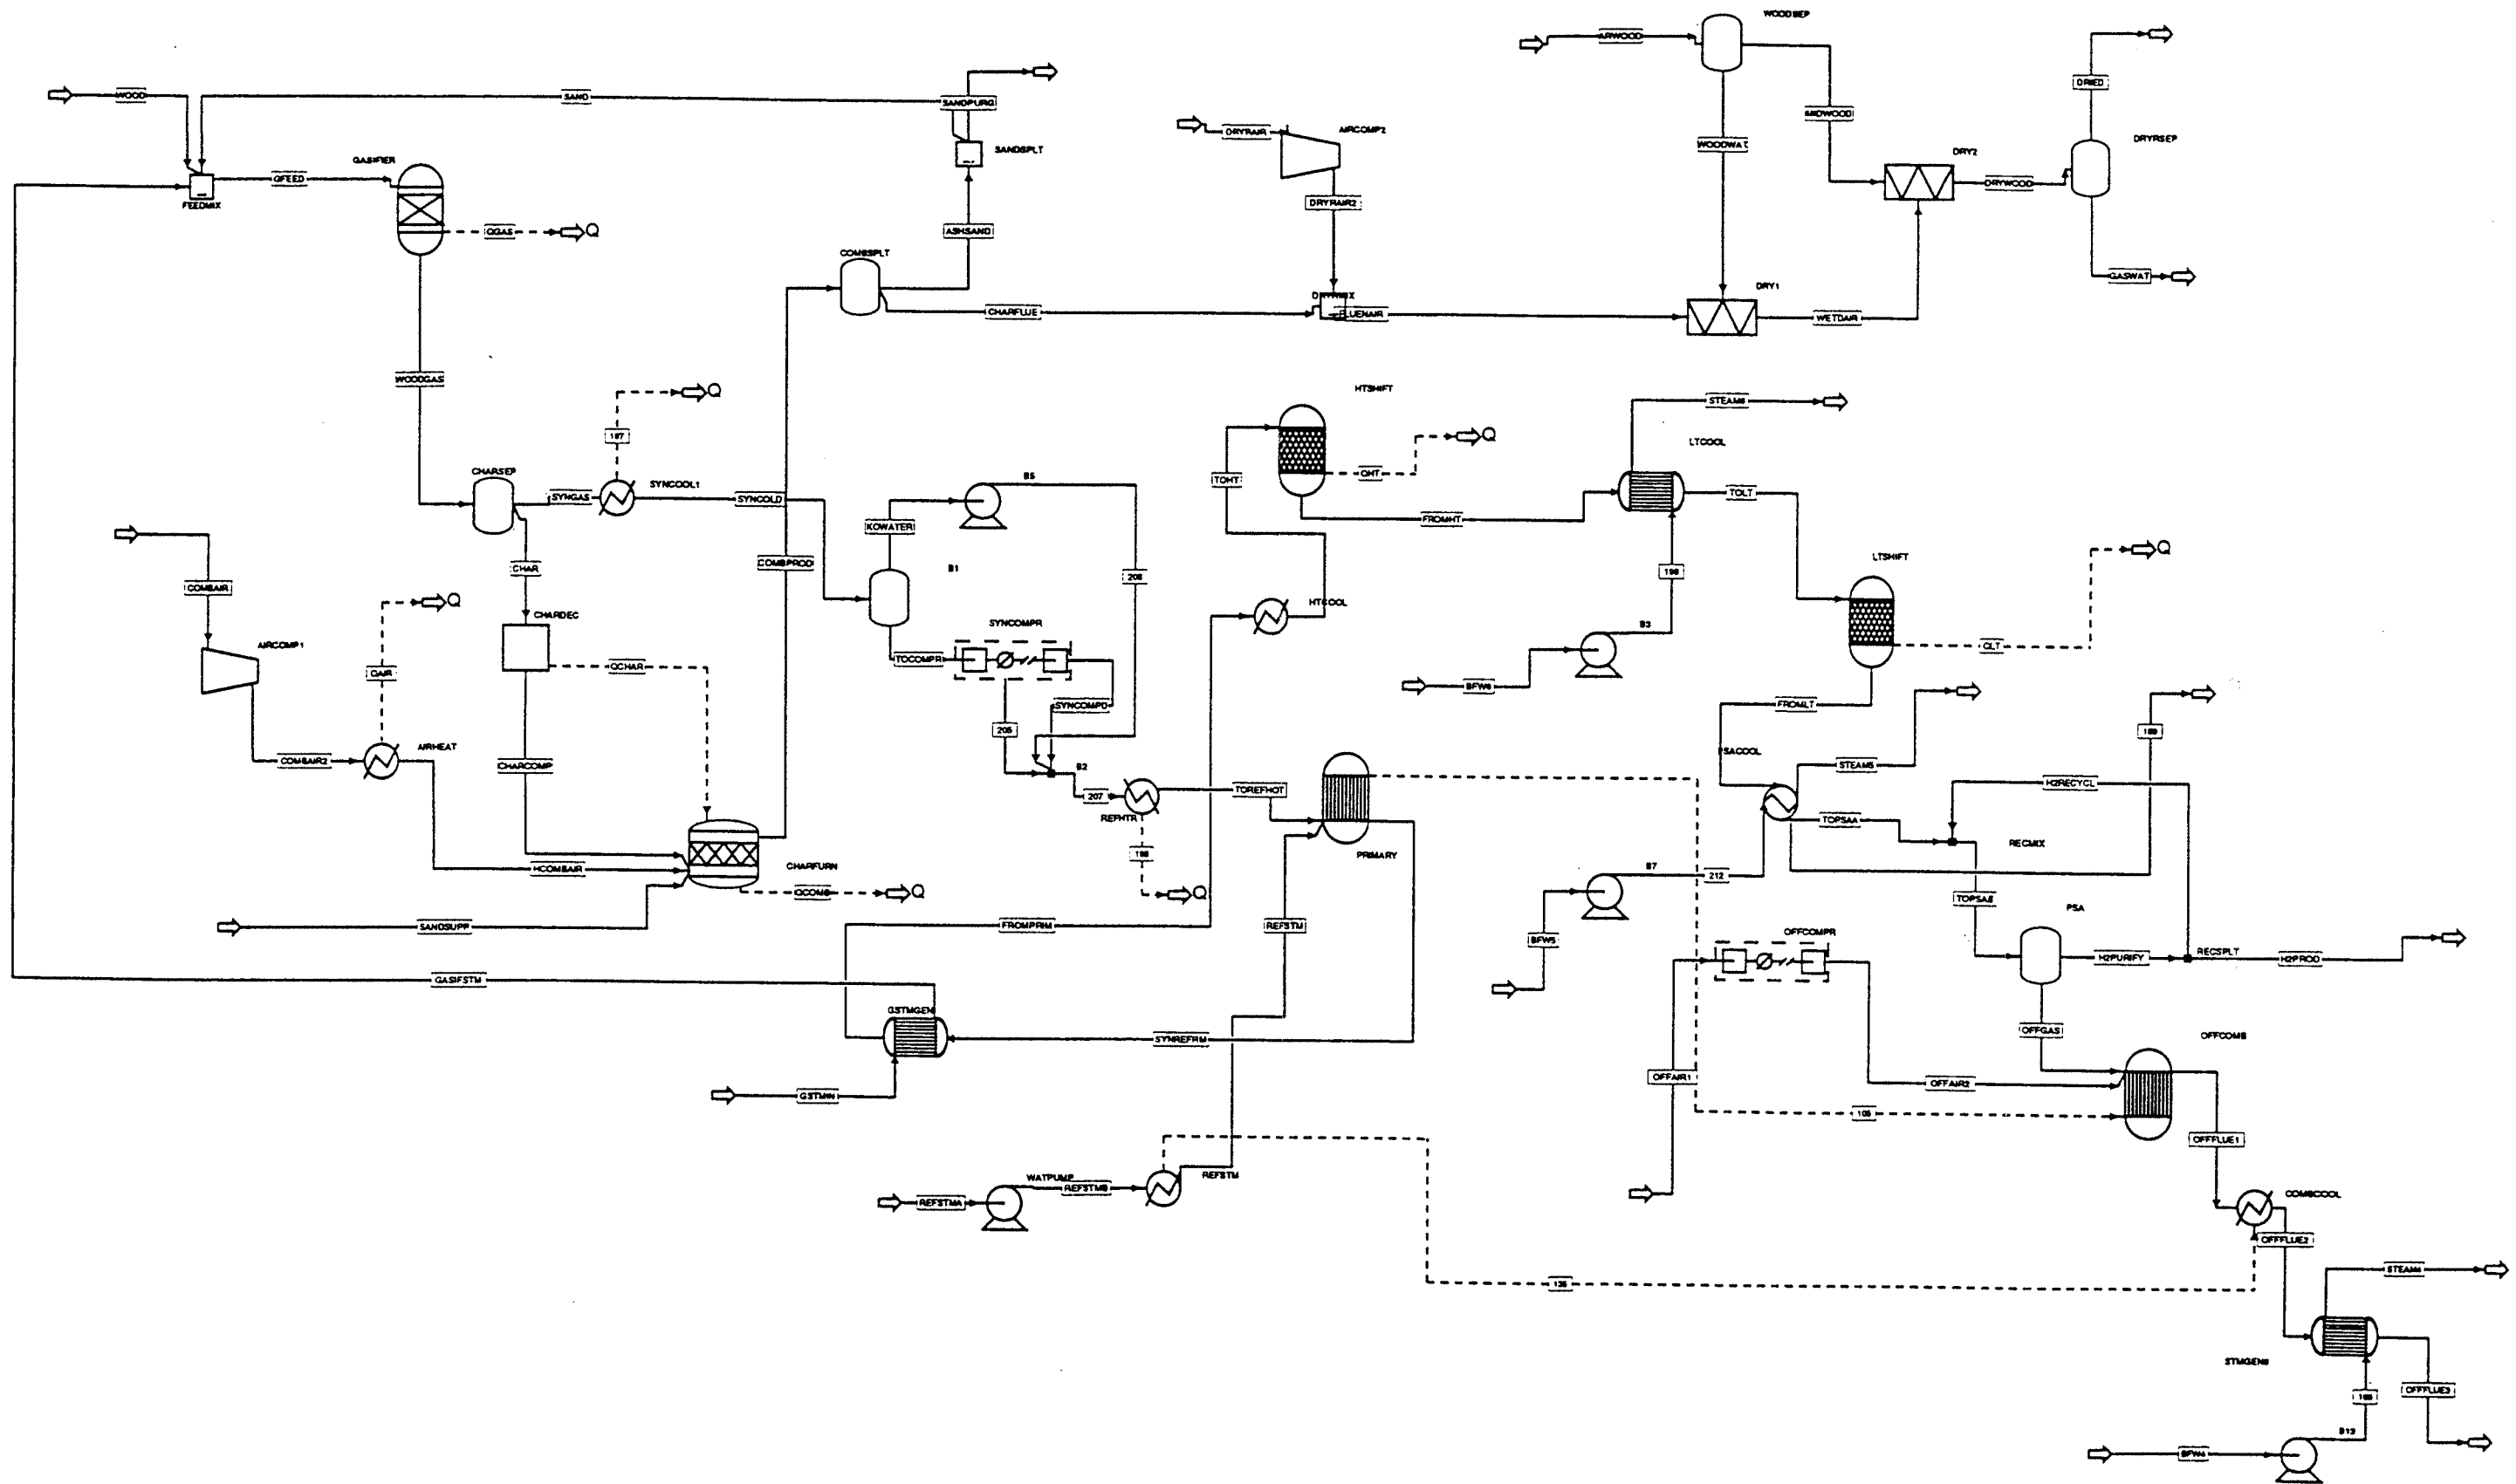 WOODSEP
ARWOOD
DRIED
WOOD
SAND
SANDPURG
MIDWOOD
DRYRAIR
AIRCOMP2
WOODWAT
SANDSPLT
DRY2
DRYRSEP
GASIFIER
GFEED
DRYWOOD
FEEDMIX
DRYRAIR2
QGAS
Q
ASHSAND
COMBSPLT
GASWAT
DRY1
DRYRMIX
CHARFLUE
FLUENAIR
WETDAIR
WOODGAS
Q
HTSHIFT
STEAM6
197
Q
LTCOOL
CHARSEP
TOHT
QHT
B5
SYNGAS
SYNCOOL1
SYNCOLD
TOLT
KOWATER
FROMHT
Q
LTSHIFT
COMBPROD
CHAR
B1
208
198
COMBAIR
Q
HTCOOL
CHARDEC
SYNCOMPR
B3
AIRCOMP1
QCHAR
TOCOMPR
QLT
QAIR
BFW6
SYNCOMPD
FROMLT
205
189
AIRHEAT
PSACOOL
COMBAIR2
CHARCOMP
B2
STEAM5
H2RECYCL
207
TOREFHOT
REFHTR
TOPSAA
RECMIX
PRIMARY
HCOMBAIR
CHARFURN
B7
212
QCOMB
Q
Q
TOPSAB
PSA
SANDSUPP
FROMPRIM
REFSTM
BFW5
OFFCOMPR
H2PURIFY
RECSPLT
H2PROD
GASIFSTM
GSTMGEN
OFFGAS
SYNREFRM
OFFCOMB
GSTMIN
OFFAIR1
OFFAIR2
105
OFFFLUE1
WATPUMP
REFSTMA
REFSTMB
REFSTM
COMBCOOL
OFFFLUE2
135
STEAM4
STMGEN8
OFFFLUE3
B13
BFW4